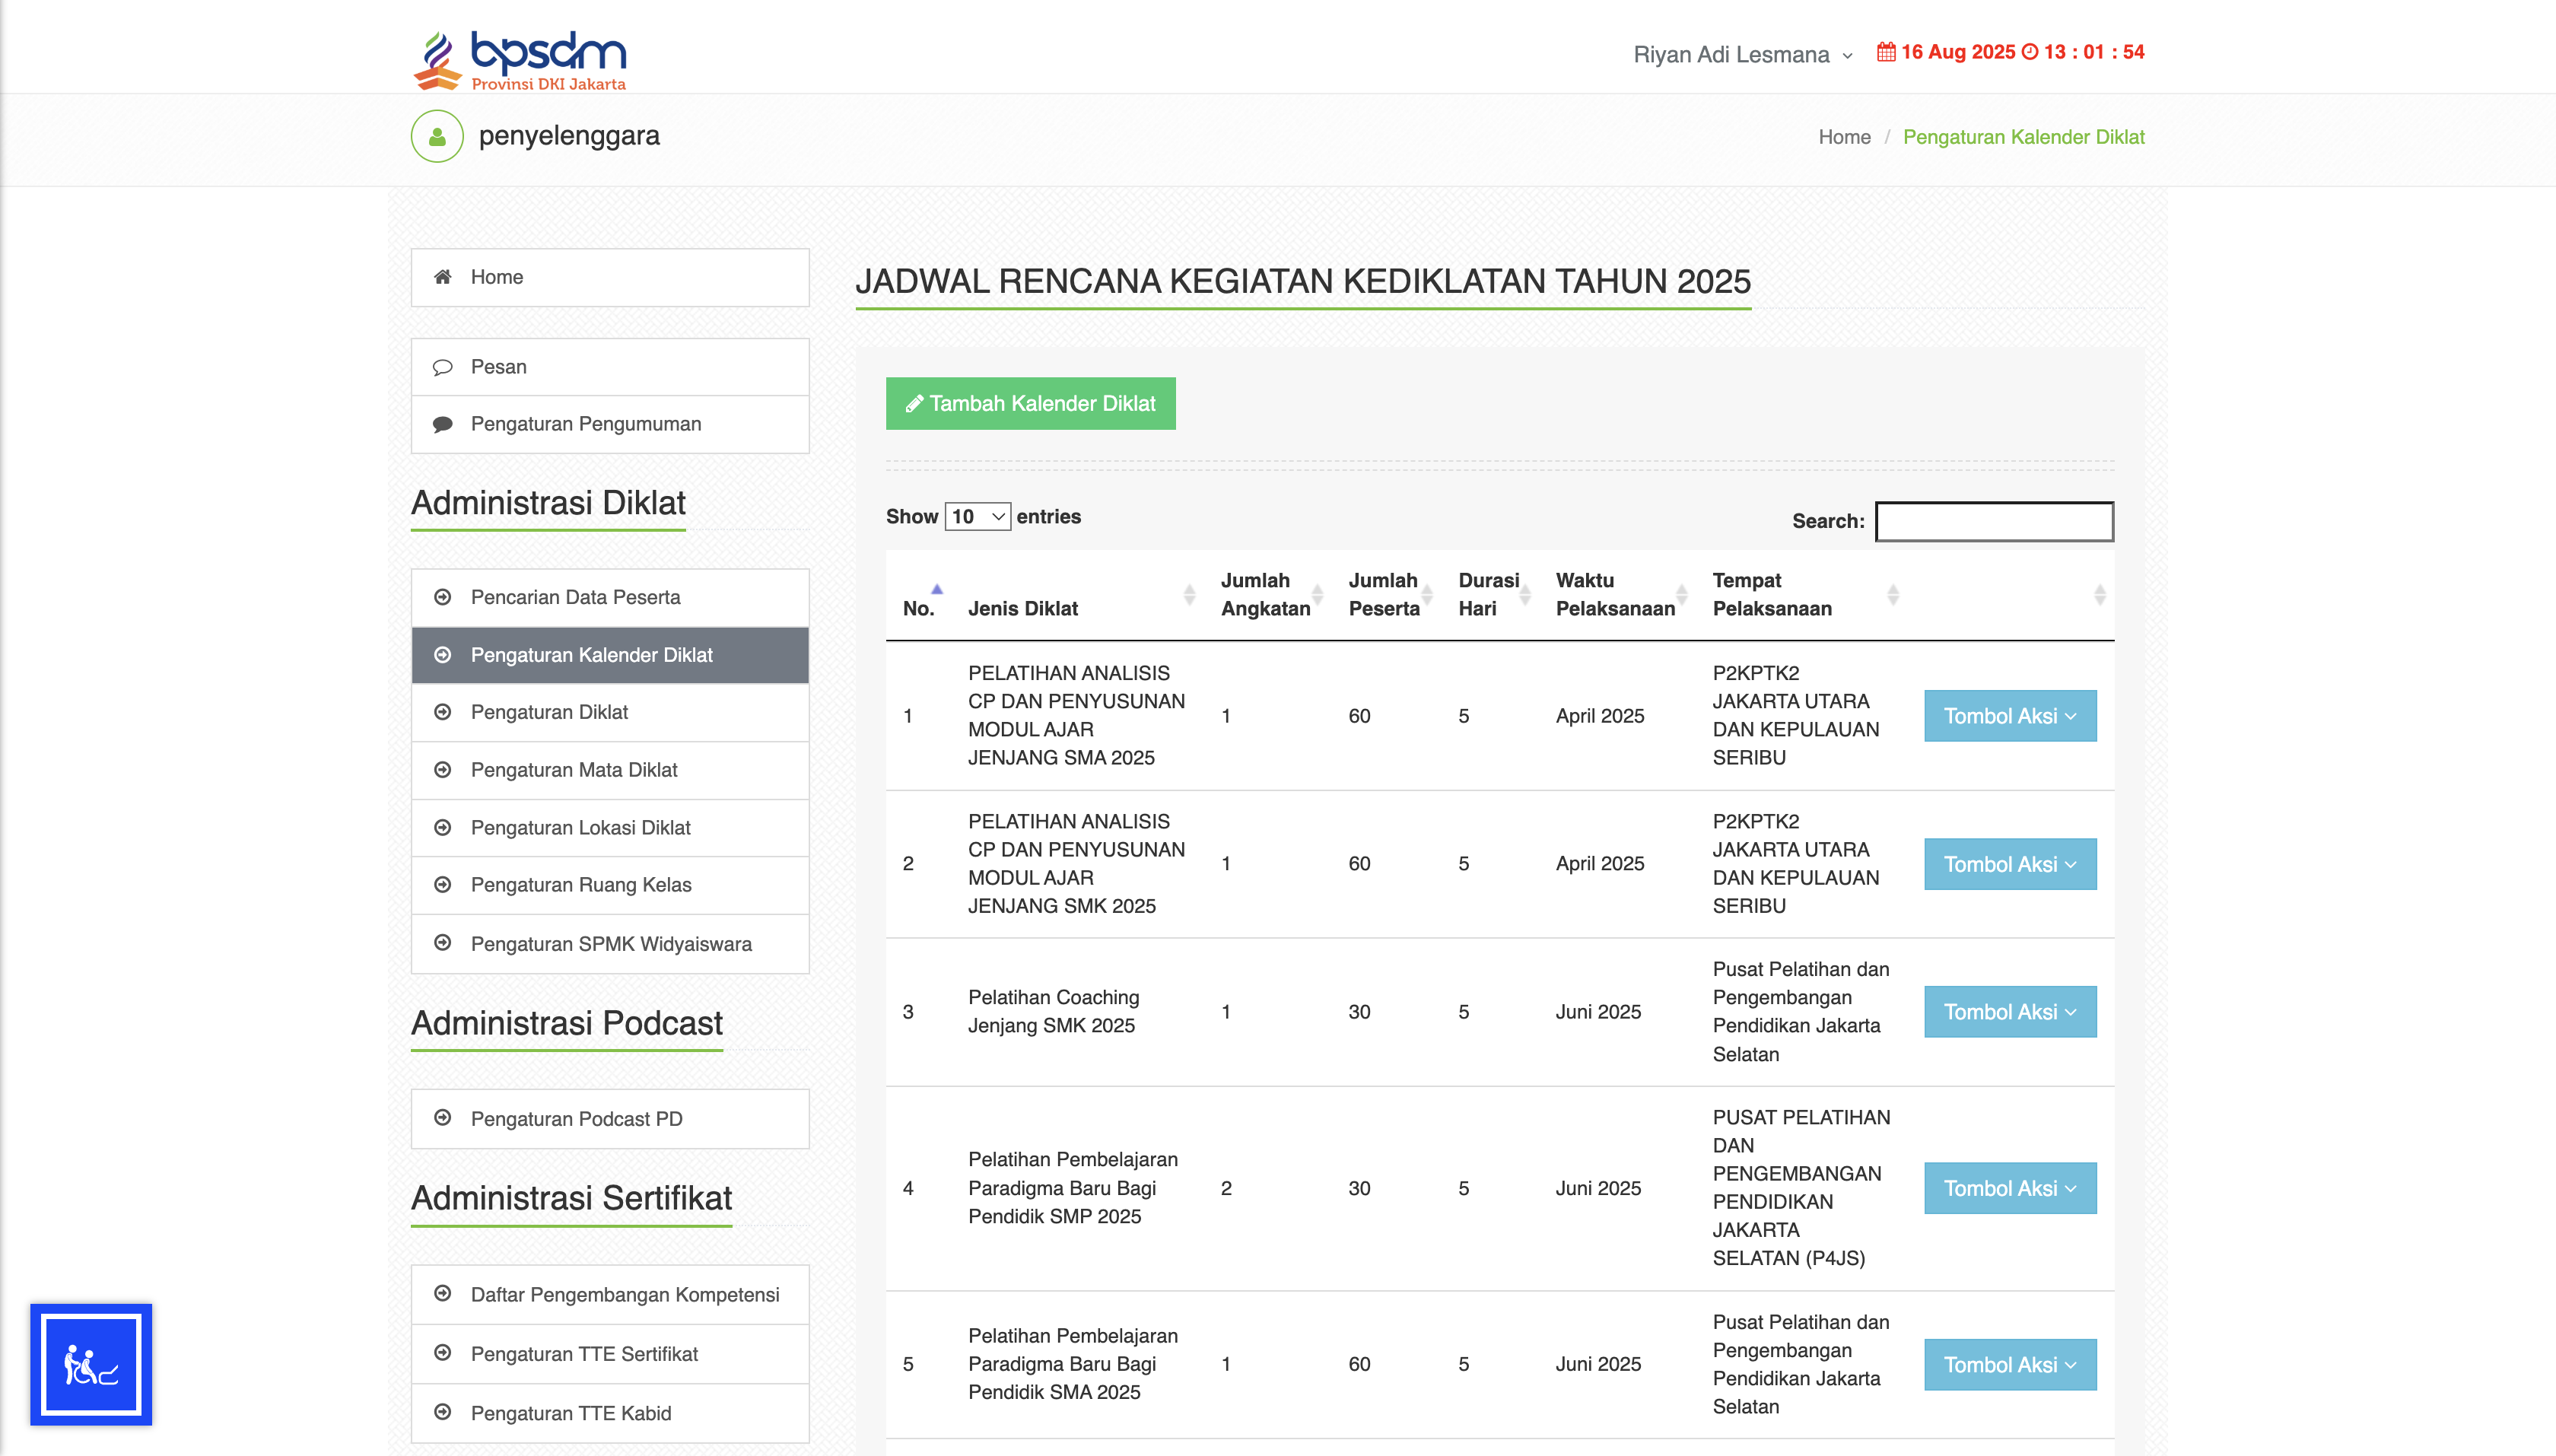 bpsdm
Provinsi DKI Jakarta
Riyan Adi Lesmana
16 Aug 2025 13 : 01 : 54
penyelenggara
Home / Pengaturan Kalender Diklat
Home
Pesan
Pengaturan Pengumuman
Administrasi Diklat
Pencarian Data Peserta
Pengaturan Kalender Diklat
Pengaturan Diklat
Pengaturan Mata Diklat
Pengaturan Lokasi Diklat
Pengaturan Ruang Kelas
Pengaturan SPMK Widyaiswara
Administrasi Podcast
Pengaturan Podcast PD
Administrasi Sertifikat
Daftar Pengembangan Kompetensi
Pengaturan TTE Sertifikat
Pengaturan TTE Kabid
JADWAL RENCANA KEGIATAN KEDIKLATAN TAHUN 2025
Tambah Kalender Diklat
Show 10 entries
Search:
No.
Jenis Diklat
Jumlah
Angkatan
Jumlah
Peserta
Durasi
Hari
Waktu
Pelaksanaan
Tempat
Pelaksanaan
1
PELATIHAN ANALISIS
CP DAN PENYUSUNAN
MODUL AJAR
JENJANG SMA 2025
1
60
5
April 2025
P2KPTK2
JAKARTA UTARA
DAN KEPULAUAN
SERIBU
Tombol Aksi
2
PELATIHAN ANALISIS
CP DAN PENYUSUNAN
MODUL AJAR
JENJANG SMK 2025
1
60
5
April 2025
P2KPTK2
JAKARTA UTARA
DAN KEPULAUAN
SERIBU
Tombol Aksi
3
Pelatihan Coaching
Jenjang SMK 2025
1
30
5
Juni 2025
Pusat Pelatihan dan
Pengembangan
Pendidikan Jakarta
Selatan
Tombol Aksi
4
Pelatihan Pembelajaran
Paradigma Baru Bagi
Pendidik SMP 2025
2
30
5
Juni 2025
PUSAT PELATIHAN
DAN
PENGEMBANGAN
PENDIDIKAN
JAKARTA
SELATAN (P4JS)
Tombol Aksi
5
Pelatihan Pembelajaran
Paradigma Baru Bagi
Pendidik SMA 2025
1
60
5
Juni 2025
Pusat Pelatihan dan
Pengembangan
Pendidikan Jakarta
Selatan
Tombol Aksi